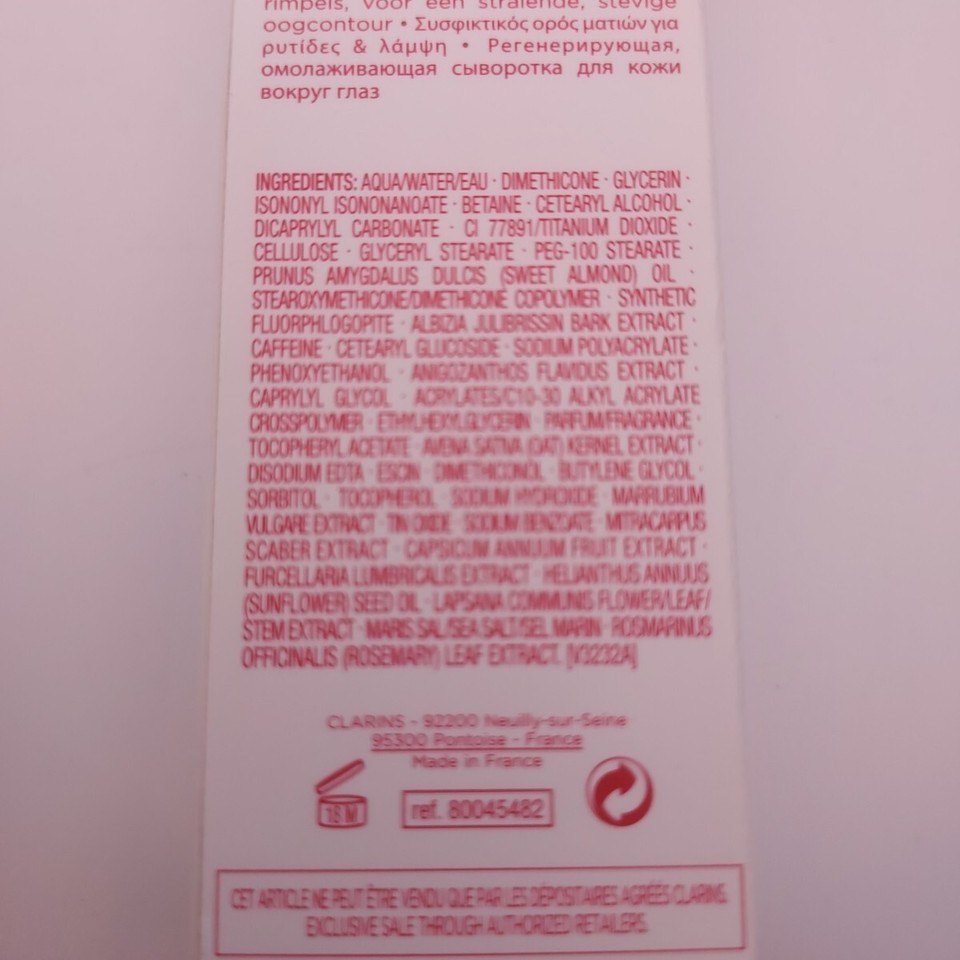 rimpels, voor een stralende, stevige
oogcontour • Συσφικτικός ορός ματιών για
ρυτίδες & λάμψη • Регенерирующая,
омолаживающая сыворотка для кожи
вокруг глаз
INGREDIENTS: AQUA/WATER/EAU · DIMETHICONE · GLYCERIN ·
ISONONYL ISONONANOATE · BETAINE · CETEARYL ALCOHOL ·
DICAPRYLYL CARBONATE · CI 77891/TITANIUM DIOXIDE ·
CELLULOSE · GLYCERYL STEARATE · PEG-100 STEARATE ·
PRUNUS AMYGDALUS DULCIS (SWEET ALMOND) OIL ·
STEAROXYMETHICONE/DIMETHICONE COPOLYMER · SYNTHETIC
FLUORPHLOGOPITE · ALBIZIA JULIBRISSIN BARK EXTRACT ·
CAFFEINE · CETEARYL GLUCOSIDE · SODIUM POLYACRYLATE ·
PHENOXYETHANOL · ANIGOZANTHOS FLAVIDUS EXTRACT ·
CAPRYLYL GLYCOL · ACRYLATES/C10-30 ALKYL ACRYLATE
CROSSPOLYMER · ETHYLHEXYLGLYCERIN · PARFUM/FRAGRANCE ·
TOCOPHERYL ACETATE · AVENA SATIVA (OAT) KERNEL EXTRACT ·
DISODIUM EDTA · ESCIN · DIMETHICONOL · BUTYLENE GLYCOL ·
SORBITOL · TOCOPHEROL · SODIUM HYDROXIDE · MARRUBIUM
VULGARE EXTRACT · TIN OXIDE · SODIUM BENZOATE · MITRACARPUS
SCABER EXTRACT · CAPSICUM ANNUUM FRUIT EXTRACT ·
FURCELLARIA LUMBRICALIS EXTRACT · HELIANTHUS ANNUUS
(SUNFLOWER) SEED OIL · LAPSANA COMMUNIS FLOWER/LEAF/
STEM EXTRACT · MARIS SAL/SEA SALT/SEL MARIN · ROSMARINUS
OFFICINALIS (ROSEMARY) LEAF EXTRACT. [V3232A]
CLARINS - 92200 Neuilly-sur-Seine
95300 Pontoise - France
Made in France
18 M
ref. 80045482
CET ARTICLE NE PEUT ÊTRE VENDU QUE PAR LES DÉPOSITAIRES AGRÉÉS CLARINS.
EXCLUSIVE SALE THROUGH AUTHORIZED RETAILERS.